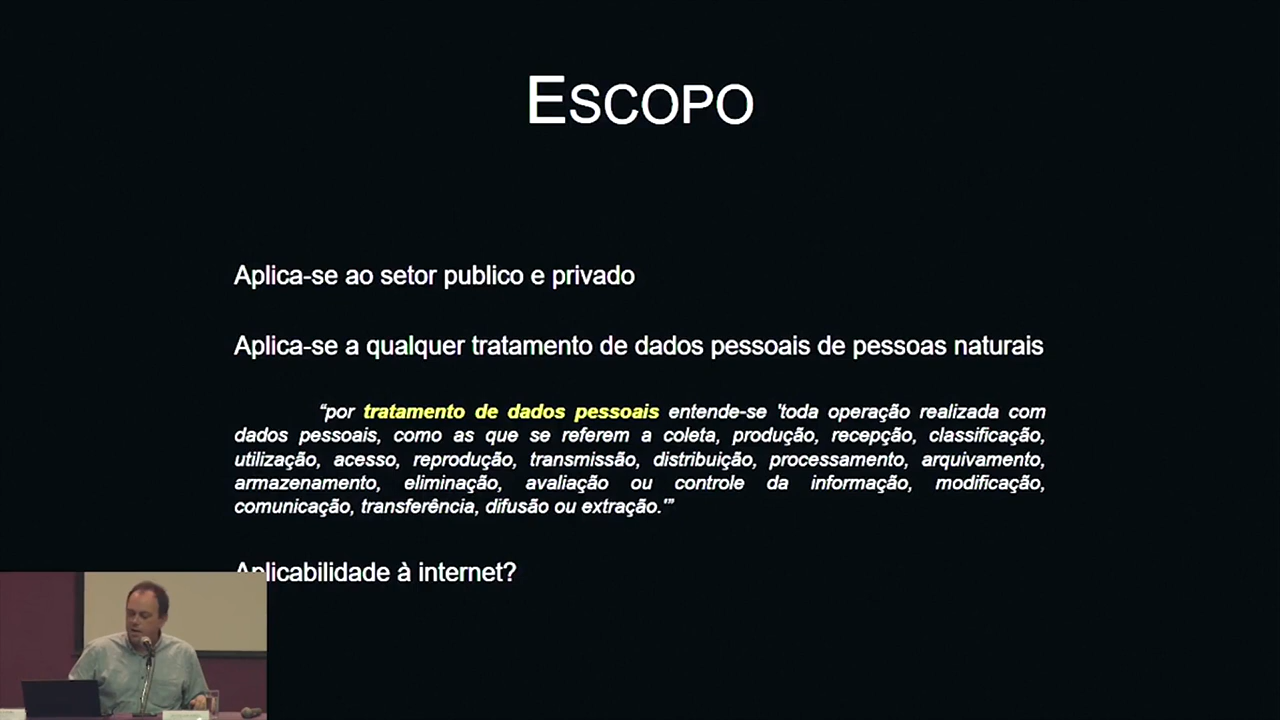 ESCOPO
Aplica-se ao setor publico e privado
Aplica-se a qualquer tratamento de dados pessoais de pessoas naturais
“por tratamento de dados pessoais entende-se 'toda operação realizada com
dados pessoais, como as que se referem a coleta, produção, recepção, classificação,
utilização, acesso, reprodução, transmissão, distribuição, processamento, arquivamento,
armazenamento, eliminação, avaliação ou controle da informação, modificação,
comunicação, transferência, difusão ou extração.'”
Aplicabilidade à internet?